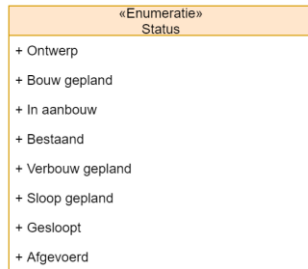 «Enumeratie»
Status
+ Ontwerp
+ Bouw gepland
+ In aanbouw
+ Bestaand
+ Verbouw gepland
+ Sloop gepland
+ Gesloopt
+ Afgevoerd